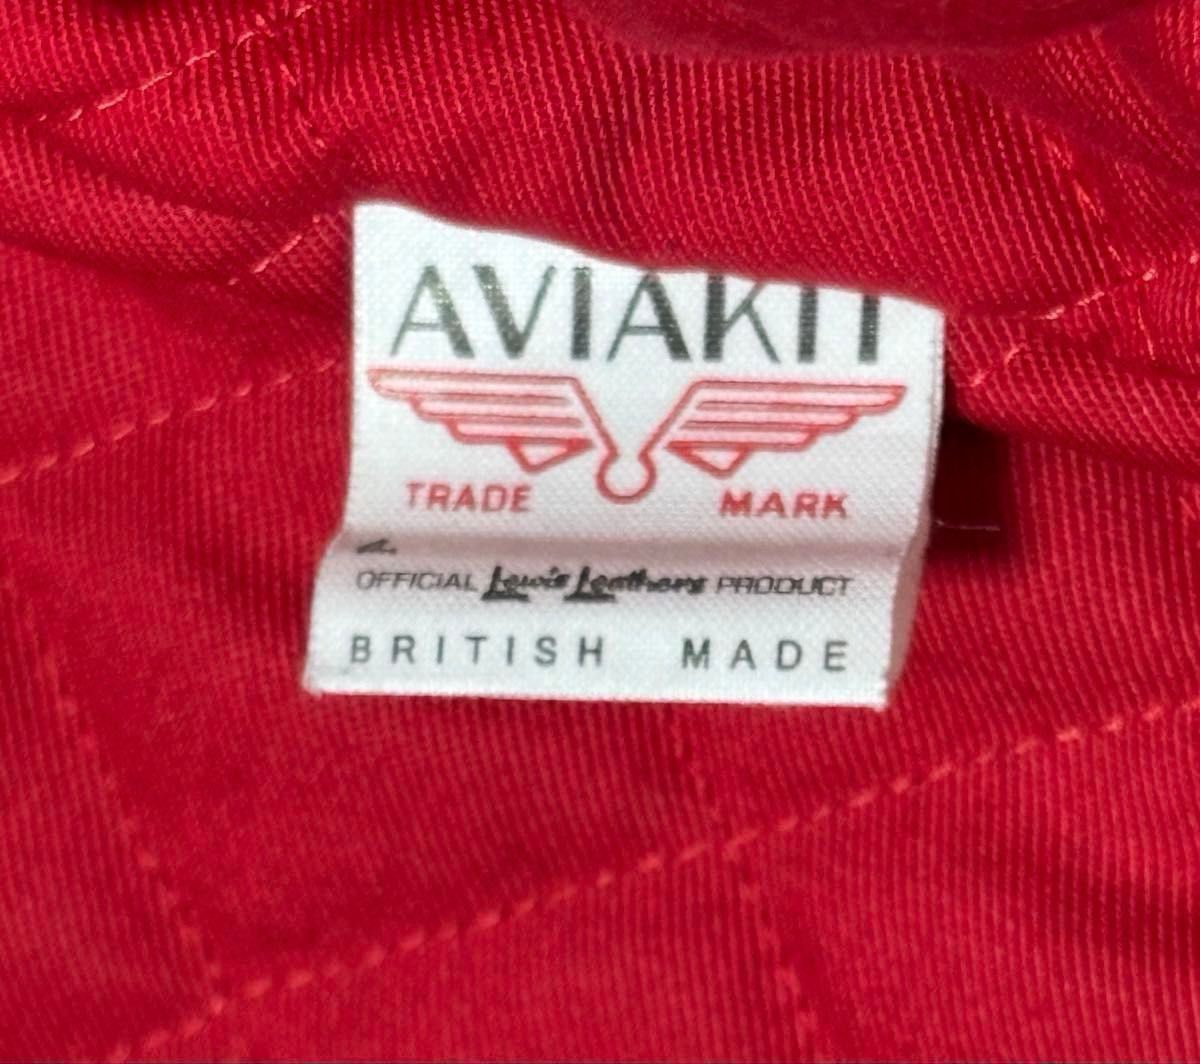 AVIAKIT
TRADE MARK
OFFICIAL Lewis Leathers PRODUCT
BRITISH MADE